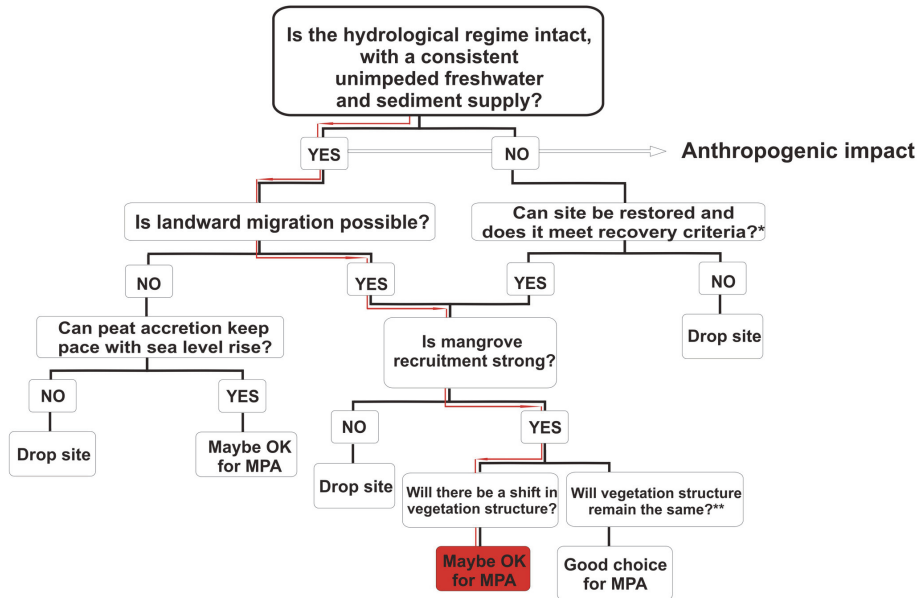 Is the hydrological regime intact,
with a consistent
unimpeded freshwater
and sediment supply?
YES
NO
Anthropogenic impact
Is landward migration possible?
Can site be restored and
does it meet recovery criteria?*
NO
YES
YES
NO
Can peat accretion keep
pace with sea level rise?
Is mangrove
recruitment strong?
Drop site
NO
YES
NO
YES
Drop site
Maybe OK
for MPA
Drop site
Will there be a shift in
vegetation structure?
Will vegetation structure
remain the same?**
Maybe OK
for MPA
Good choice
for MPA